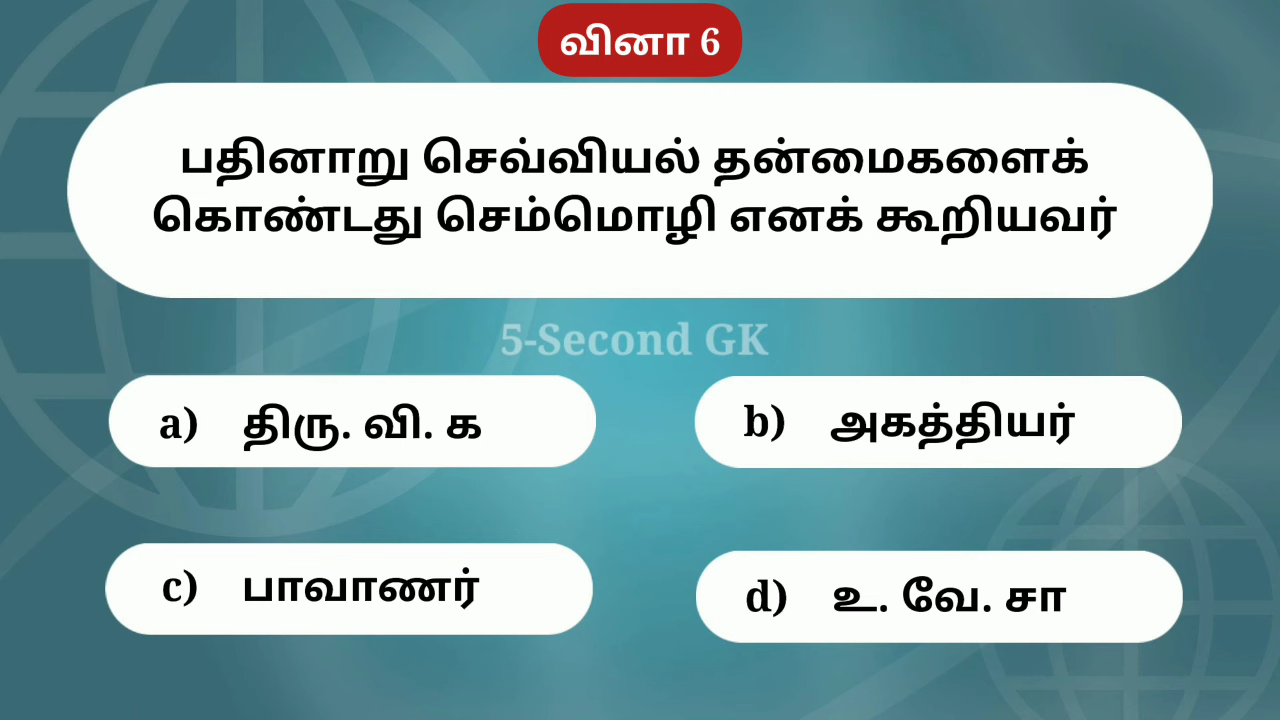 வினா 6
பதினாறு செவ்வியல் தன்மைகளைக்
கொண்டது செம்மொழி எனக் கூறியவர்
5-Second GK
a) திரு. வி. க
b) அகத்தியர்
c) பாவாணர்
d) உ. வே. சா